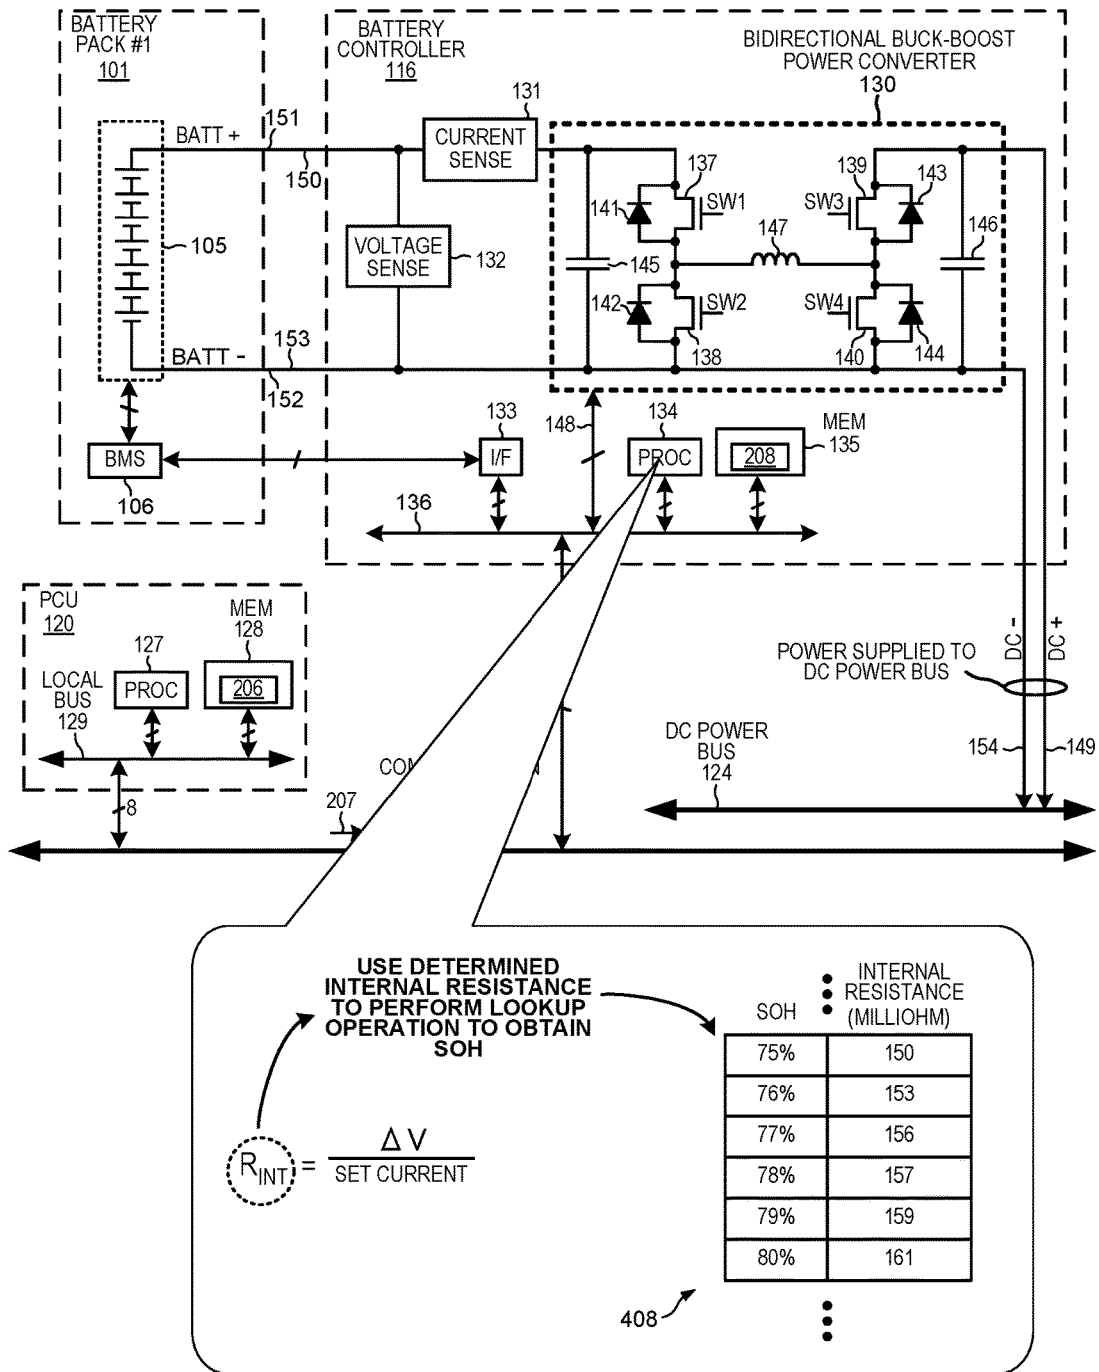 BATTERY
PACK #1
101
BATTERY
CONTROLLER
116
BIDIRECTIONAL BUCK-BOOST
POWER CONVERTER
130
131
CURRENT
SENSE
BATT +
151
150
105
VOLTAGE
SENSE
132
BATT -
153
152
137
141
SW1
139
143
SW3
147
145
146
142
SW2
138
SW4
140
144
BMS
106
133
I/F
148
134
PROC
MEM
135
208
136
PCU
120
MEM
128
127
PROC
206
LOCAL
BUS
129
8
207
COM
N
POWER SUPPLIED TO
DC POWER BUS
DC -
DC +
DC POWER
BUS
124
154
149
USE DETERMINED
INTERNAL RESISTANCE
TO PERFORM LOOKUP
OPERATION TO OBTAIN
SOH
RINT = ΔV
SET CURRENT
SOH
INTERNAL
RESISTANCE
(MILLIOHM)
75% 150
76% 153
77% 156
78% 157
79% 159
80% 161
408